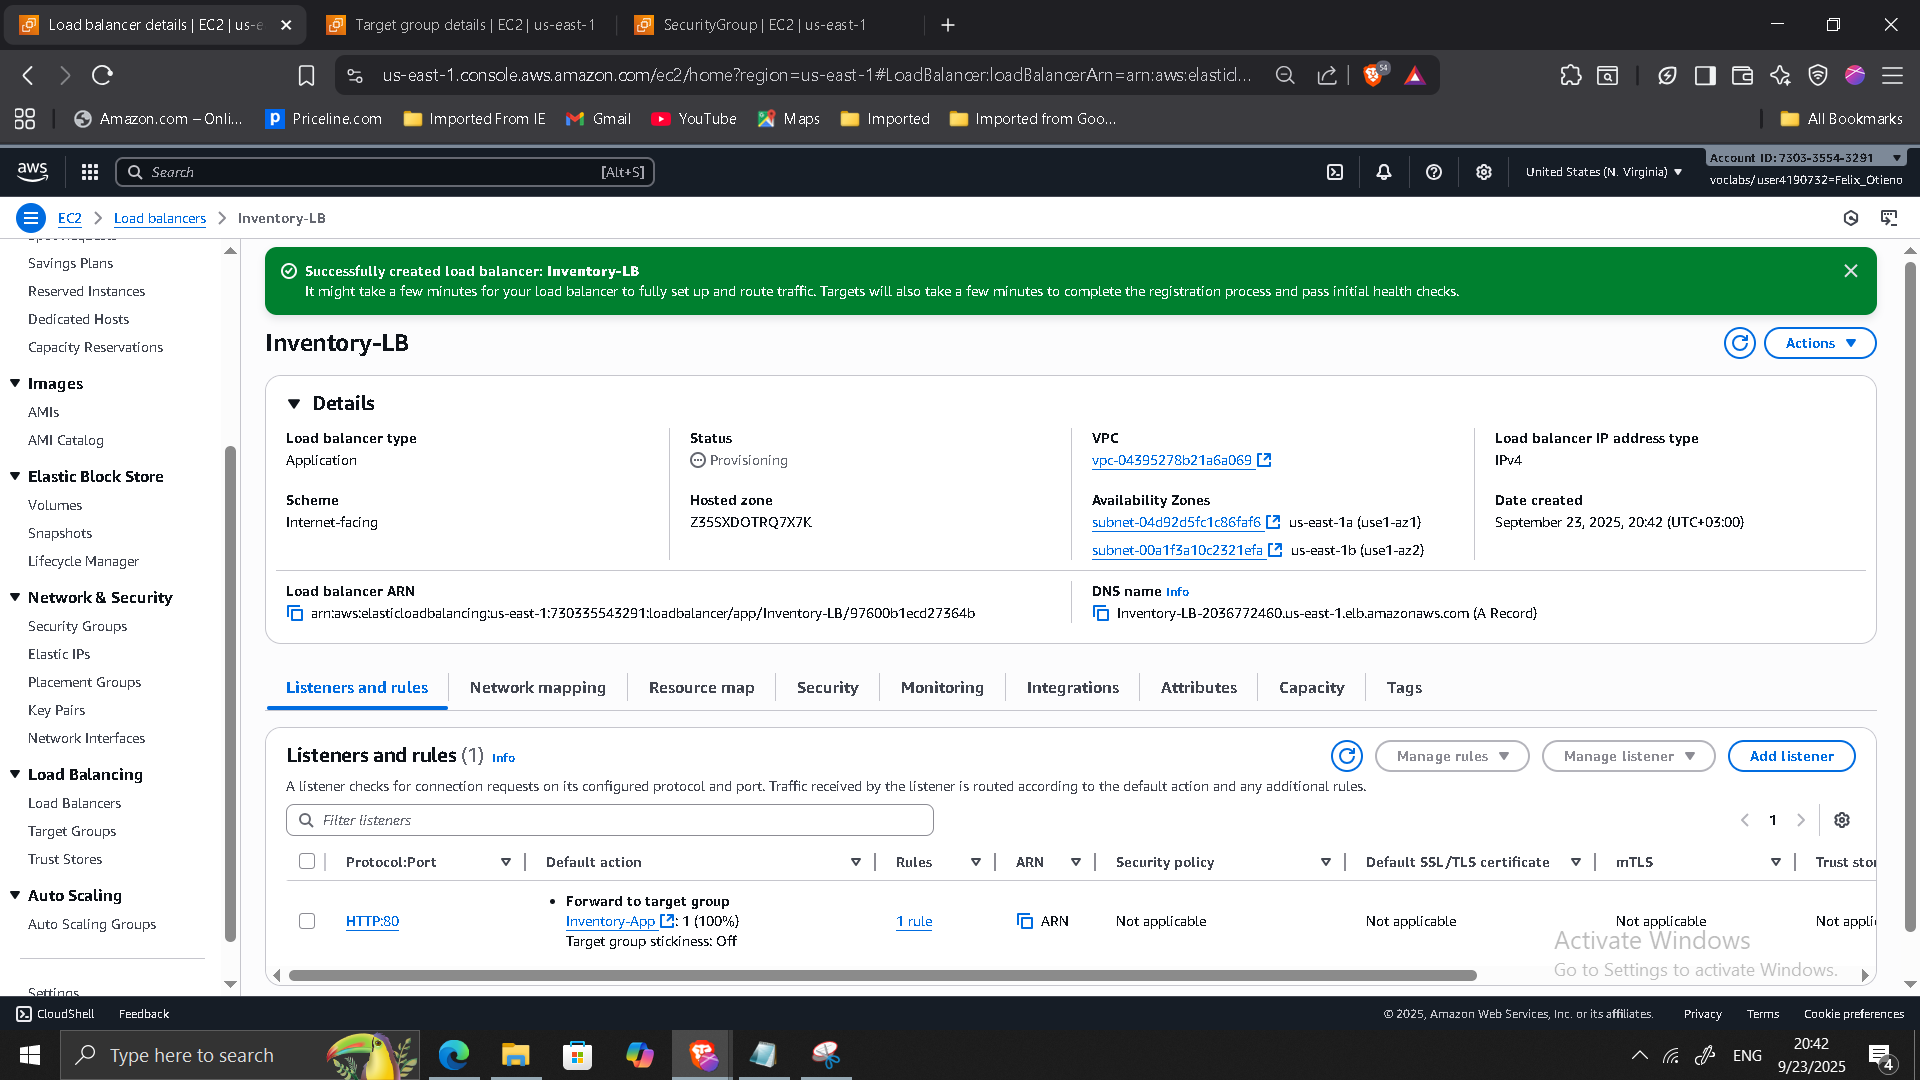 Load balancer details | EC2 | us-e
Target group details | EC2 | us-east-1
SecurityGroup | EC2 | us-east-1
us-east-1.console.aws.amazon.com/ec2/home?region=us-east-1#LoadBalancer:loadBalancerArn=arn:aws:elasticl...
54
Amazon.com – Onli...
Priceline.com
Imported From IE
Gmail
YouTube
Maps
Imported
Imported from Goo...
All Bookmarks
aws
Search
[Alt+S]
United States (N. Virginia)
Account ID: 7303-3554-3291
voclabs/user4190732=Felix_Otieno
EC2
Load balancers
Inventory-LB
Savings Plans
Reserved Instances
Dedicated Hosts
Capacity Reservations
Images
AMIs
AMI Catalog
Elastic Block Store
Volumes
Snapshots
Lifecycle Manager
Network & Security
Security Groups
Elastic IPs
Placement Groups
Key Pairs
Network Interfaces
Load Balancing
Load Balancers
Target Groups
Trust Stores
Auto Scaling
Auto Scaling Groups
Settings
Successfully created load balancer: Inventory-LB
It might take a few minutes for your load balancer to fully set up and route traffic. Targets will also take a few minutes to complete the registration process and pass initial health checks.
Inventory-LB
Actions
Details
Load balancer type
Application
Status
Provisioning
VPC
vpc-04395278b21a6a069
Load balancer IP address type
IPv4
Scheme
Internet-facing
Hosted zone
Z35SXDOTRQ7X7K
Availability Zones
subnet-04d92d5fc1c86faf6 us-east-1a (use1-az1)
subnet-00a1f3a10c2321efa us-east-1b (use1-az2)
Date created
September 23, 2025, 20:42 (UTC+03:00)
Load balancer ARN
arn:aws:elasticloadbalancing:us-east-1:730335543291:loadbalancer/app/Inventory-LB/97600b1ecd27364b
DNS name Info
Inventory-LB-2036772460.us-east-1.elb.amazonaws.com (A Record)
Listeners and rules
Network mapping
Resource map
Security
Monitoring
Integrations
Attributes
Capacity
Tags
Listeners and rules (1) Info
Manage rules
Manage listener
Add listener
A listener checks for connection requests on its configured protocol and port. Traffic received by the listener is routed according to the default action and any additional rules.
Filter listeners
1
Protocol:Port
Default action
Rules
ARN
Security policy
Default SSL/TLS certificate
mTLS
Trust stor
HTTP:80
• Forward to target group
Inventory-App : 1 (100%)
Target group stickiness: Off
1 rule
ARN
Not applicable
Not applicable
Not applicable
Not appli
Activate Windows
Go to Settings to activate Windows.
CloudShell
Feedback
© 2025, Amazon Web Services, Inc. or its affiliates.
Privacy
Terms
Cookie preferences
Type here to search
ENG
20:42
9/23/2025
4